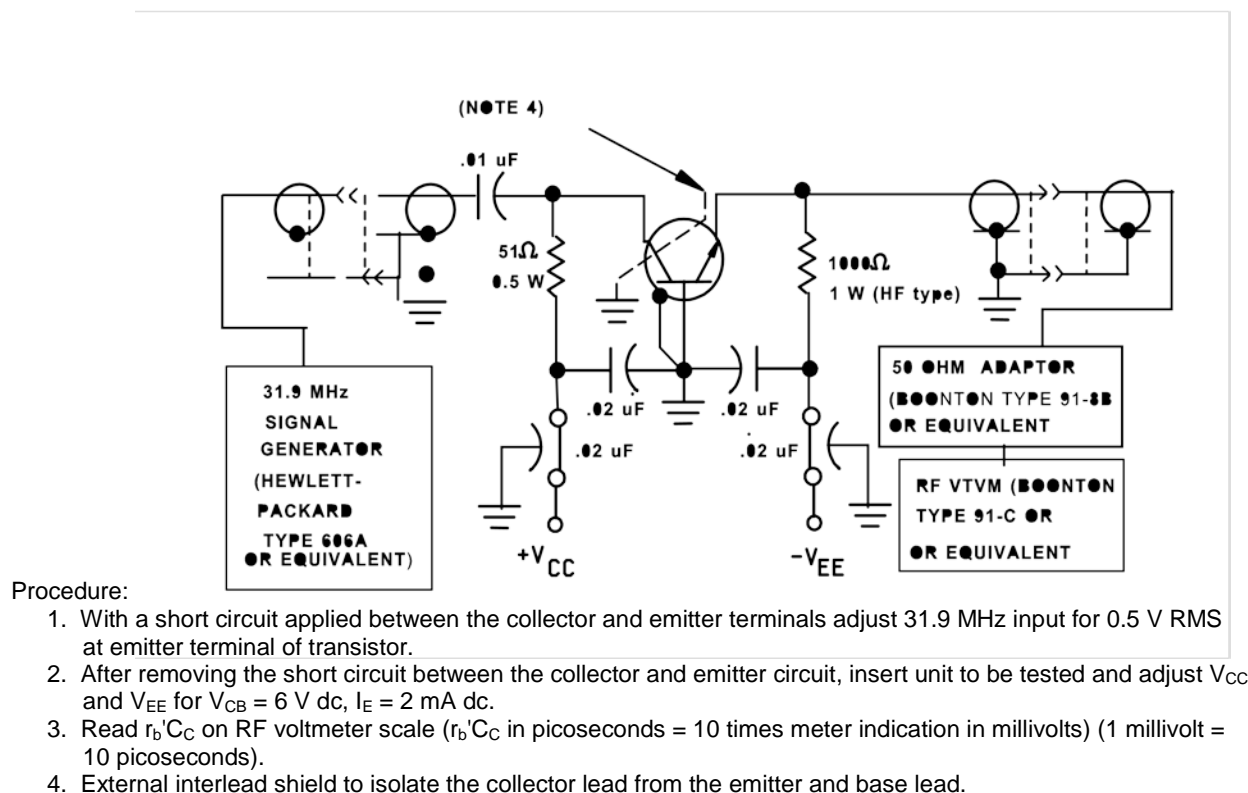 (NOTE 4)
.01 uF
51Ω
0.5 W
1000Ω
1 W (HF type)
31.9 MHz
SIGNAL
GENERATOR
(HEWLETT-
PACKARD
TYPE 606A
OR EQUIVALENT)
.02 uF
.02 uF
.02 uF
.02 uF
+VCC
-VEE
50 OHM ADAPTOR
(BOONTON TYPE 91-8B
OR EQUIVALENT
RF VTVM (BOONTON
TYPE 91-C OR
OR EQUIVALENT
Procedure:
1. With a short circuit applied between the collector and emitter terminals adjust 31.9 MHz input for 0.5 V RMS
at emitter terminal of transistor.
2. After removing the short circuit between the collector and emitter circuit, insert unit to be tested and adjust VCC
and VEE for VCB = 6 V dc, IE = 2 mA dc.
3. Read rb'CC on RF voltmeter scale (rb'CC in picoseconds = 10 times meter indication in millivolts) (1 millivolt =
10 picoseconds).
4. External interlead shield to isolate the collector lead from the emitter and base lead.